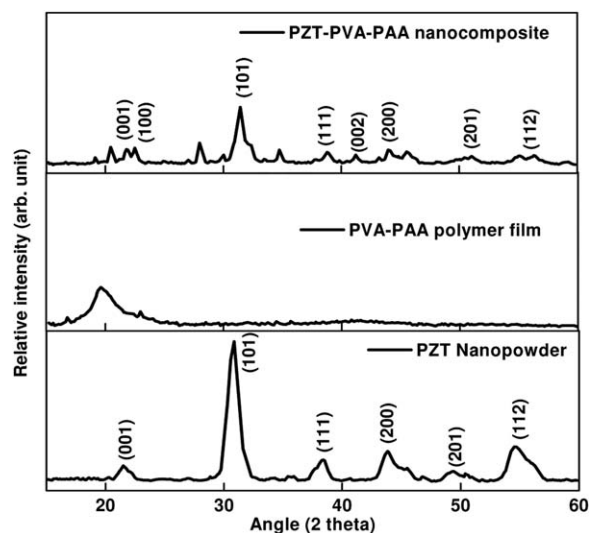 PZT-PVA-PAA nanocomposite
(001)
(100)
(101)
(111)
(002)
(200)
(201)
(112)
PVA-PAA polymer film
PZT Nanopowder
(001)
(101)
(111)
(200)
(201)
(112)
Relative intensity (arb. unit)
20 30 40 50 60
Angle (2 theta)